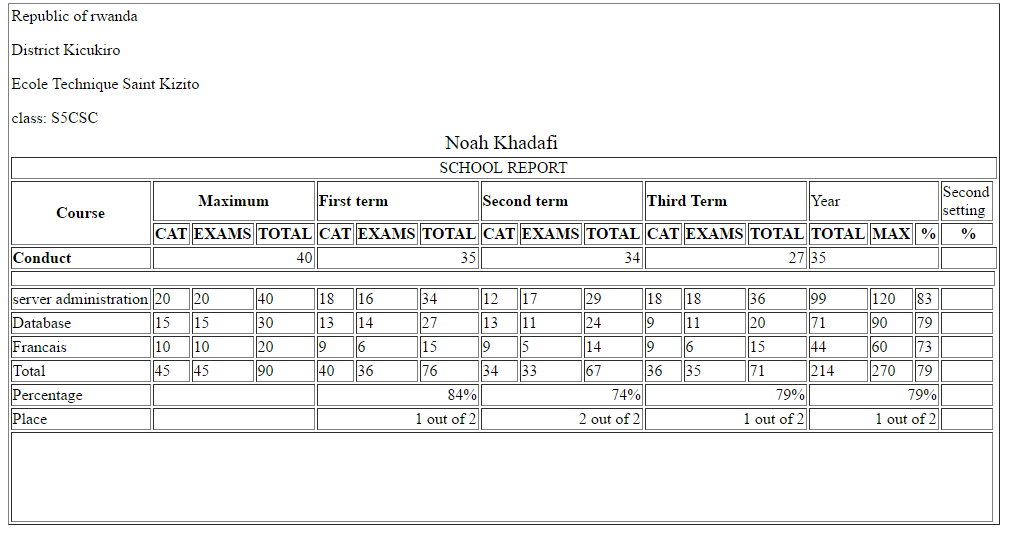 Republic of rwanda
District Kicukiro
Ecole Technique Saint Kizito
class: S5CSC
Noah Khadafi
SCHOOL REPORT
Course Maximum First term Second term Third Term Year Second setting
CAT EXAMS TOTAL CAT EXAMS TOTAL CAT EXAMS TOTAL CAT EXAMS TOTAL TOTAL MAX % %
Conduct 40 35 34 27 35
server administration 20 20 40 18 16 34 12 17 29 18 18 36 99 120 83
Database 15 15 30 13 14 27 13 11 24 9 11 20 71 90 79
Francais 10 10 20 9 6 15 9 5 14 9 6 15 44 60 73
Total 45 45 90 40 36 76 34 33 67 36 35 71 214 270 79
Percentage 84% 74% 79% 79%
Place 1 out of 2 2 out of 2 1 out of 2 1 out of 2